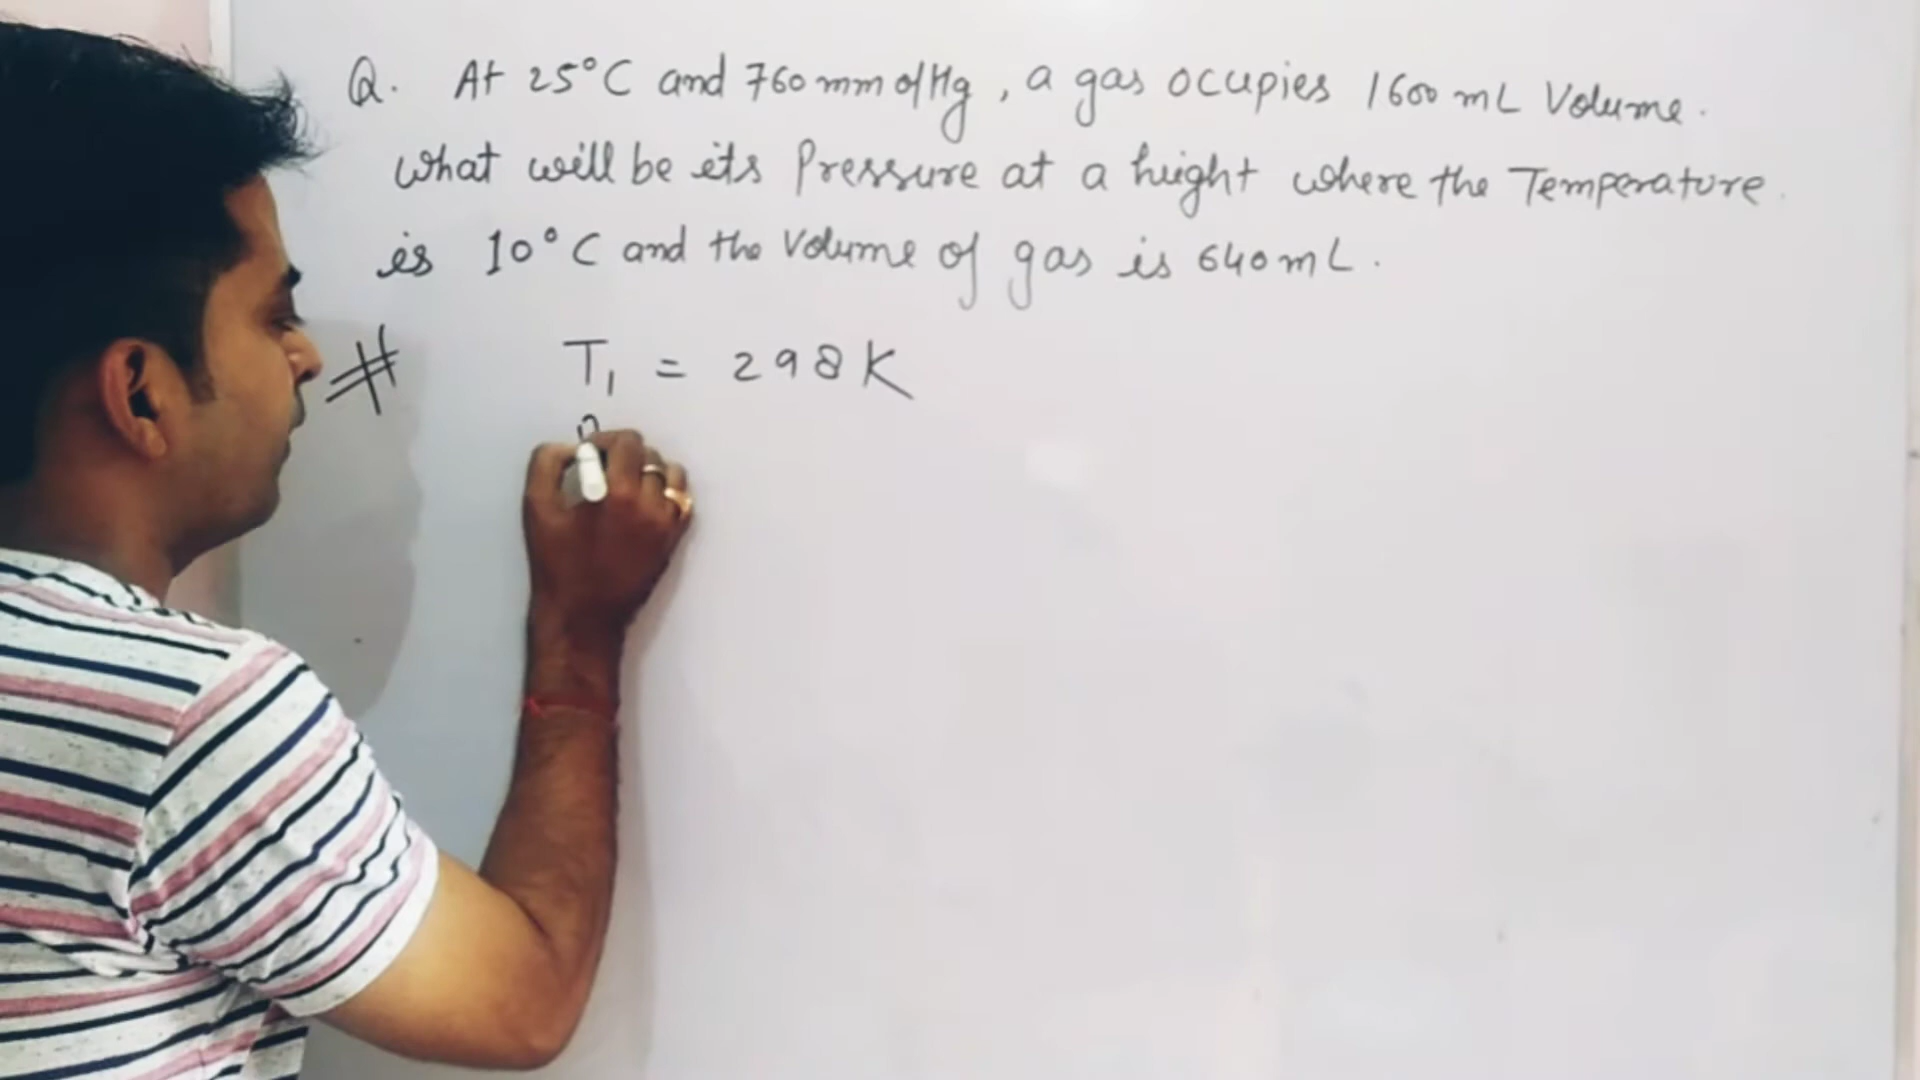 Q. At 25°C and 760 mm of Hg, a gas ocupies 1600 mL Volume.
What will be its Pressure at a height where the Temperature
is 10°C and the Volume of gas is 640 mL.
# T₁ = 298 K